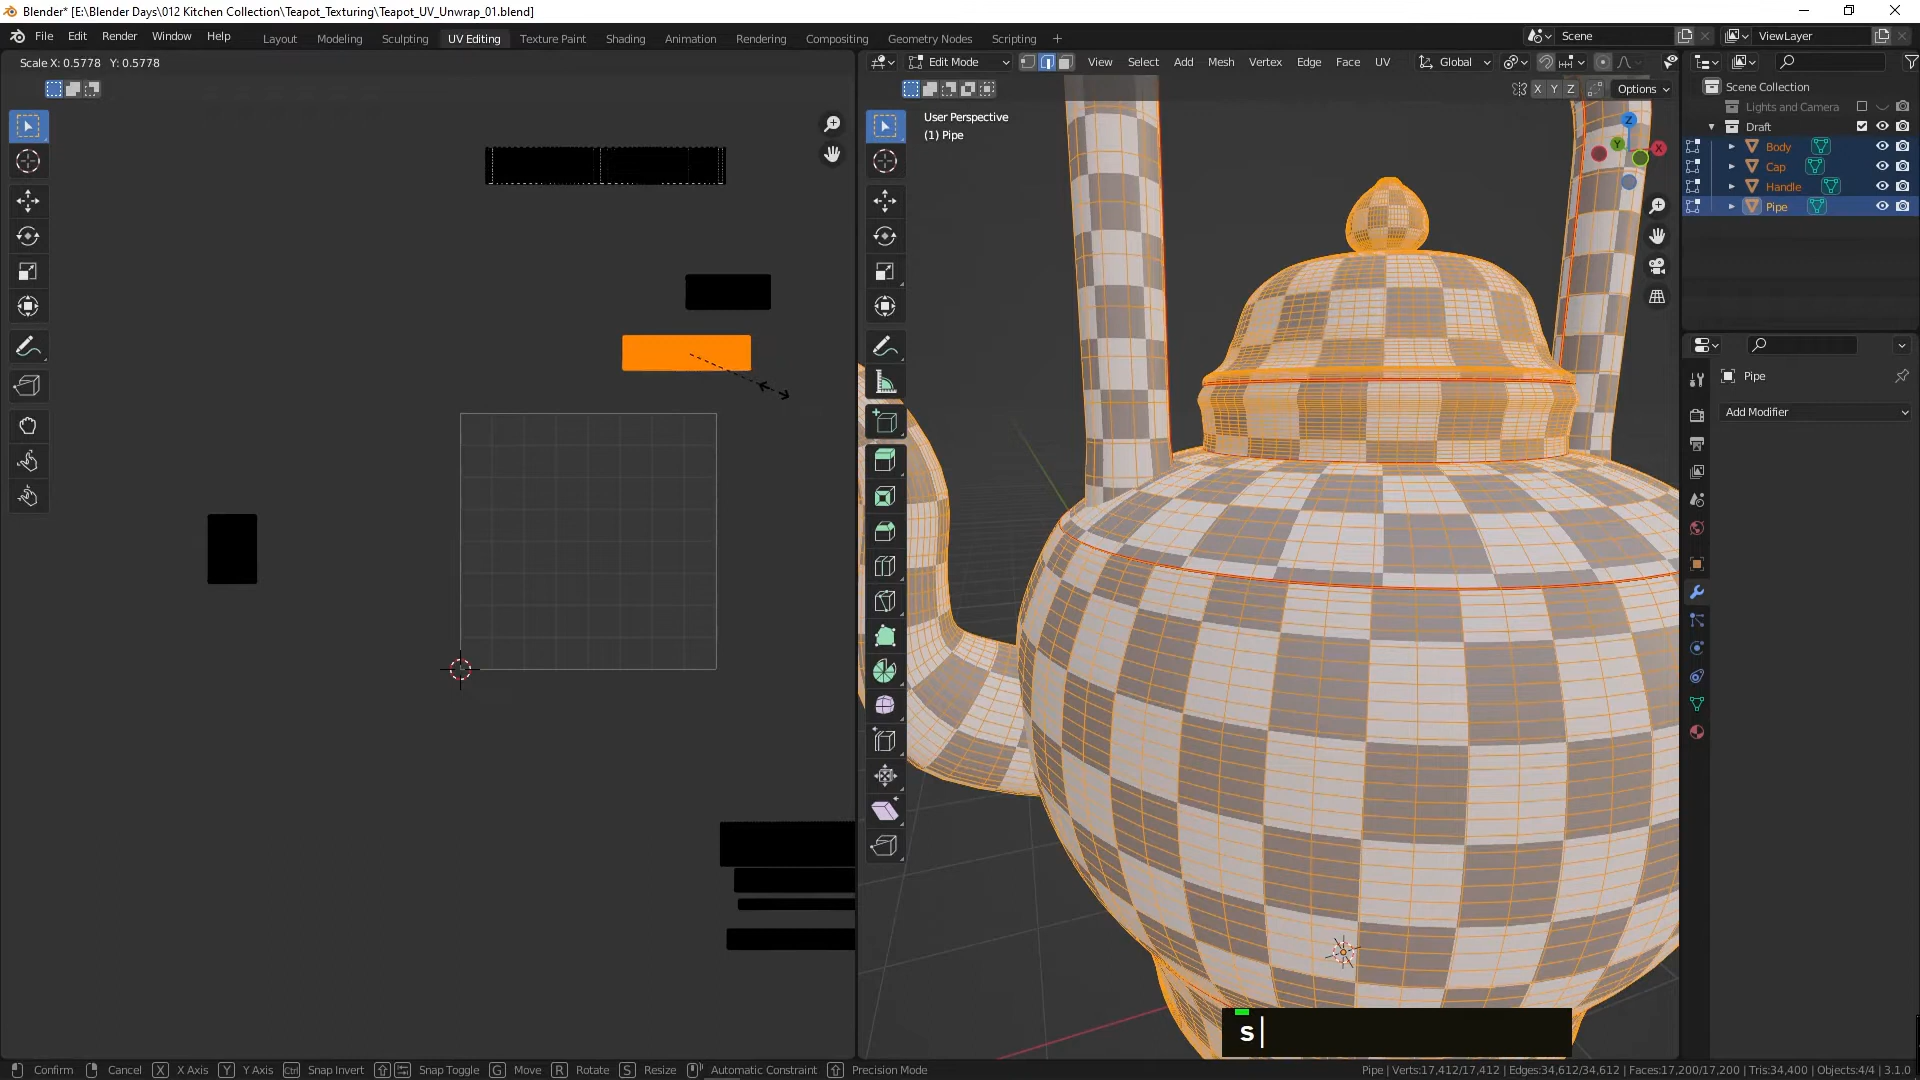 Blender* [E:\Blender Days\012 Kitchen Collection\Teapot_Texturing\Teapot_UV_Unwrap_01.blend]
File Edit Render Window Help
Layout Modeling Sculpting UV Editing Texture Paint Shading Animation Rendering Compositing Geometry Nodes Scripting +
Scene
ViewLayer
Scale X: 0.5778 Y: 0.5778
Edit Mode View Select Add Mesh Vertex Edge Face UV
Global
X Y Z Options
User Perspective
(1) Pipe
Z
Y
X
Scene Collection
Lights and Camera
Draft
Body
Cap
Handle
Pipe
Pipe
Add Modifier
s
Confirm Cancel X X Axis Y Y Axis Ctrl Snap Invert Snap Toggle G Move R Rotate S Resize Automatic Constraint Precision Mode
Pipe | Verts:17,412/17,412 | Edges:34,612/34,612 | Faces:17,200/17,200 | Tris:34,400 | Objects:4/4 | 3.1.0